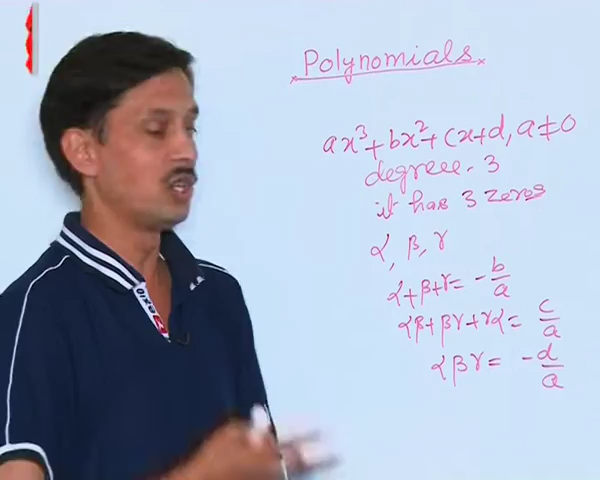 Polynomials
ax³+bx²+cx+d, a≠0
degree - 3
it has 3 zeros
α, β, γ
α+β+γ= -b/a
αβ+βγ+γα= c/a
αβγ= -d/a